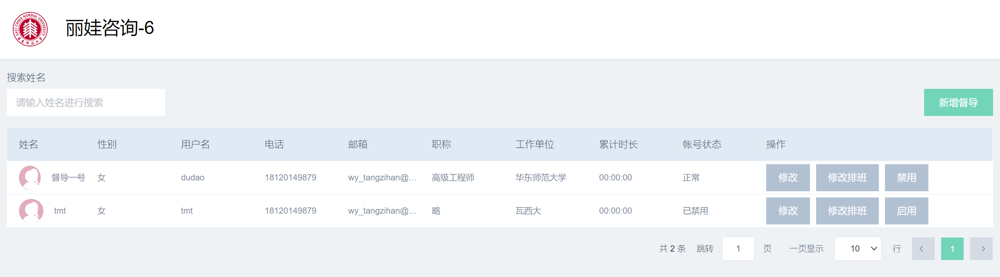 EAST CHINA NORMAL UNIVERSITY
华东师范大学
丽娃咨询-6
搜索姓名
请输入姓名进行搜索
新增督导
姓名 性别 用户名 电话 邮箱 职称 工作单位 累计时长 帐号状态 操作
督导一号 女 dudao 18120149879 wy_tangzihan@... 高级工程师 华东师范大学 00:00:00 正常 修改 修改排班 禁用
tmt 女 tmt 18120149879 wy_tangzihan@... 略 瓦西大 00:00:00 已禁用 修改 修改排班 启用
共 2 条 跳转 1 页 一页显示 10 行 1